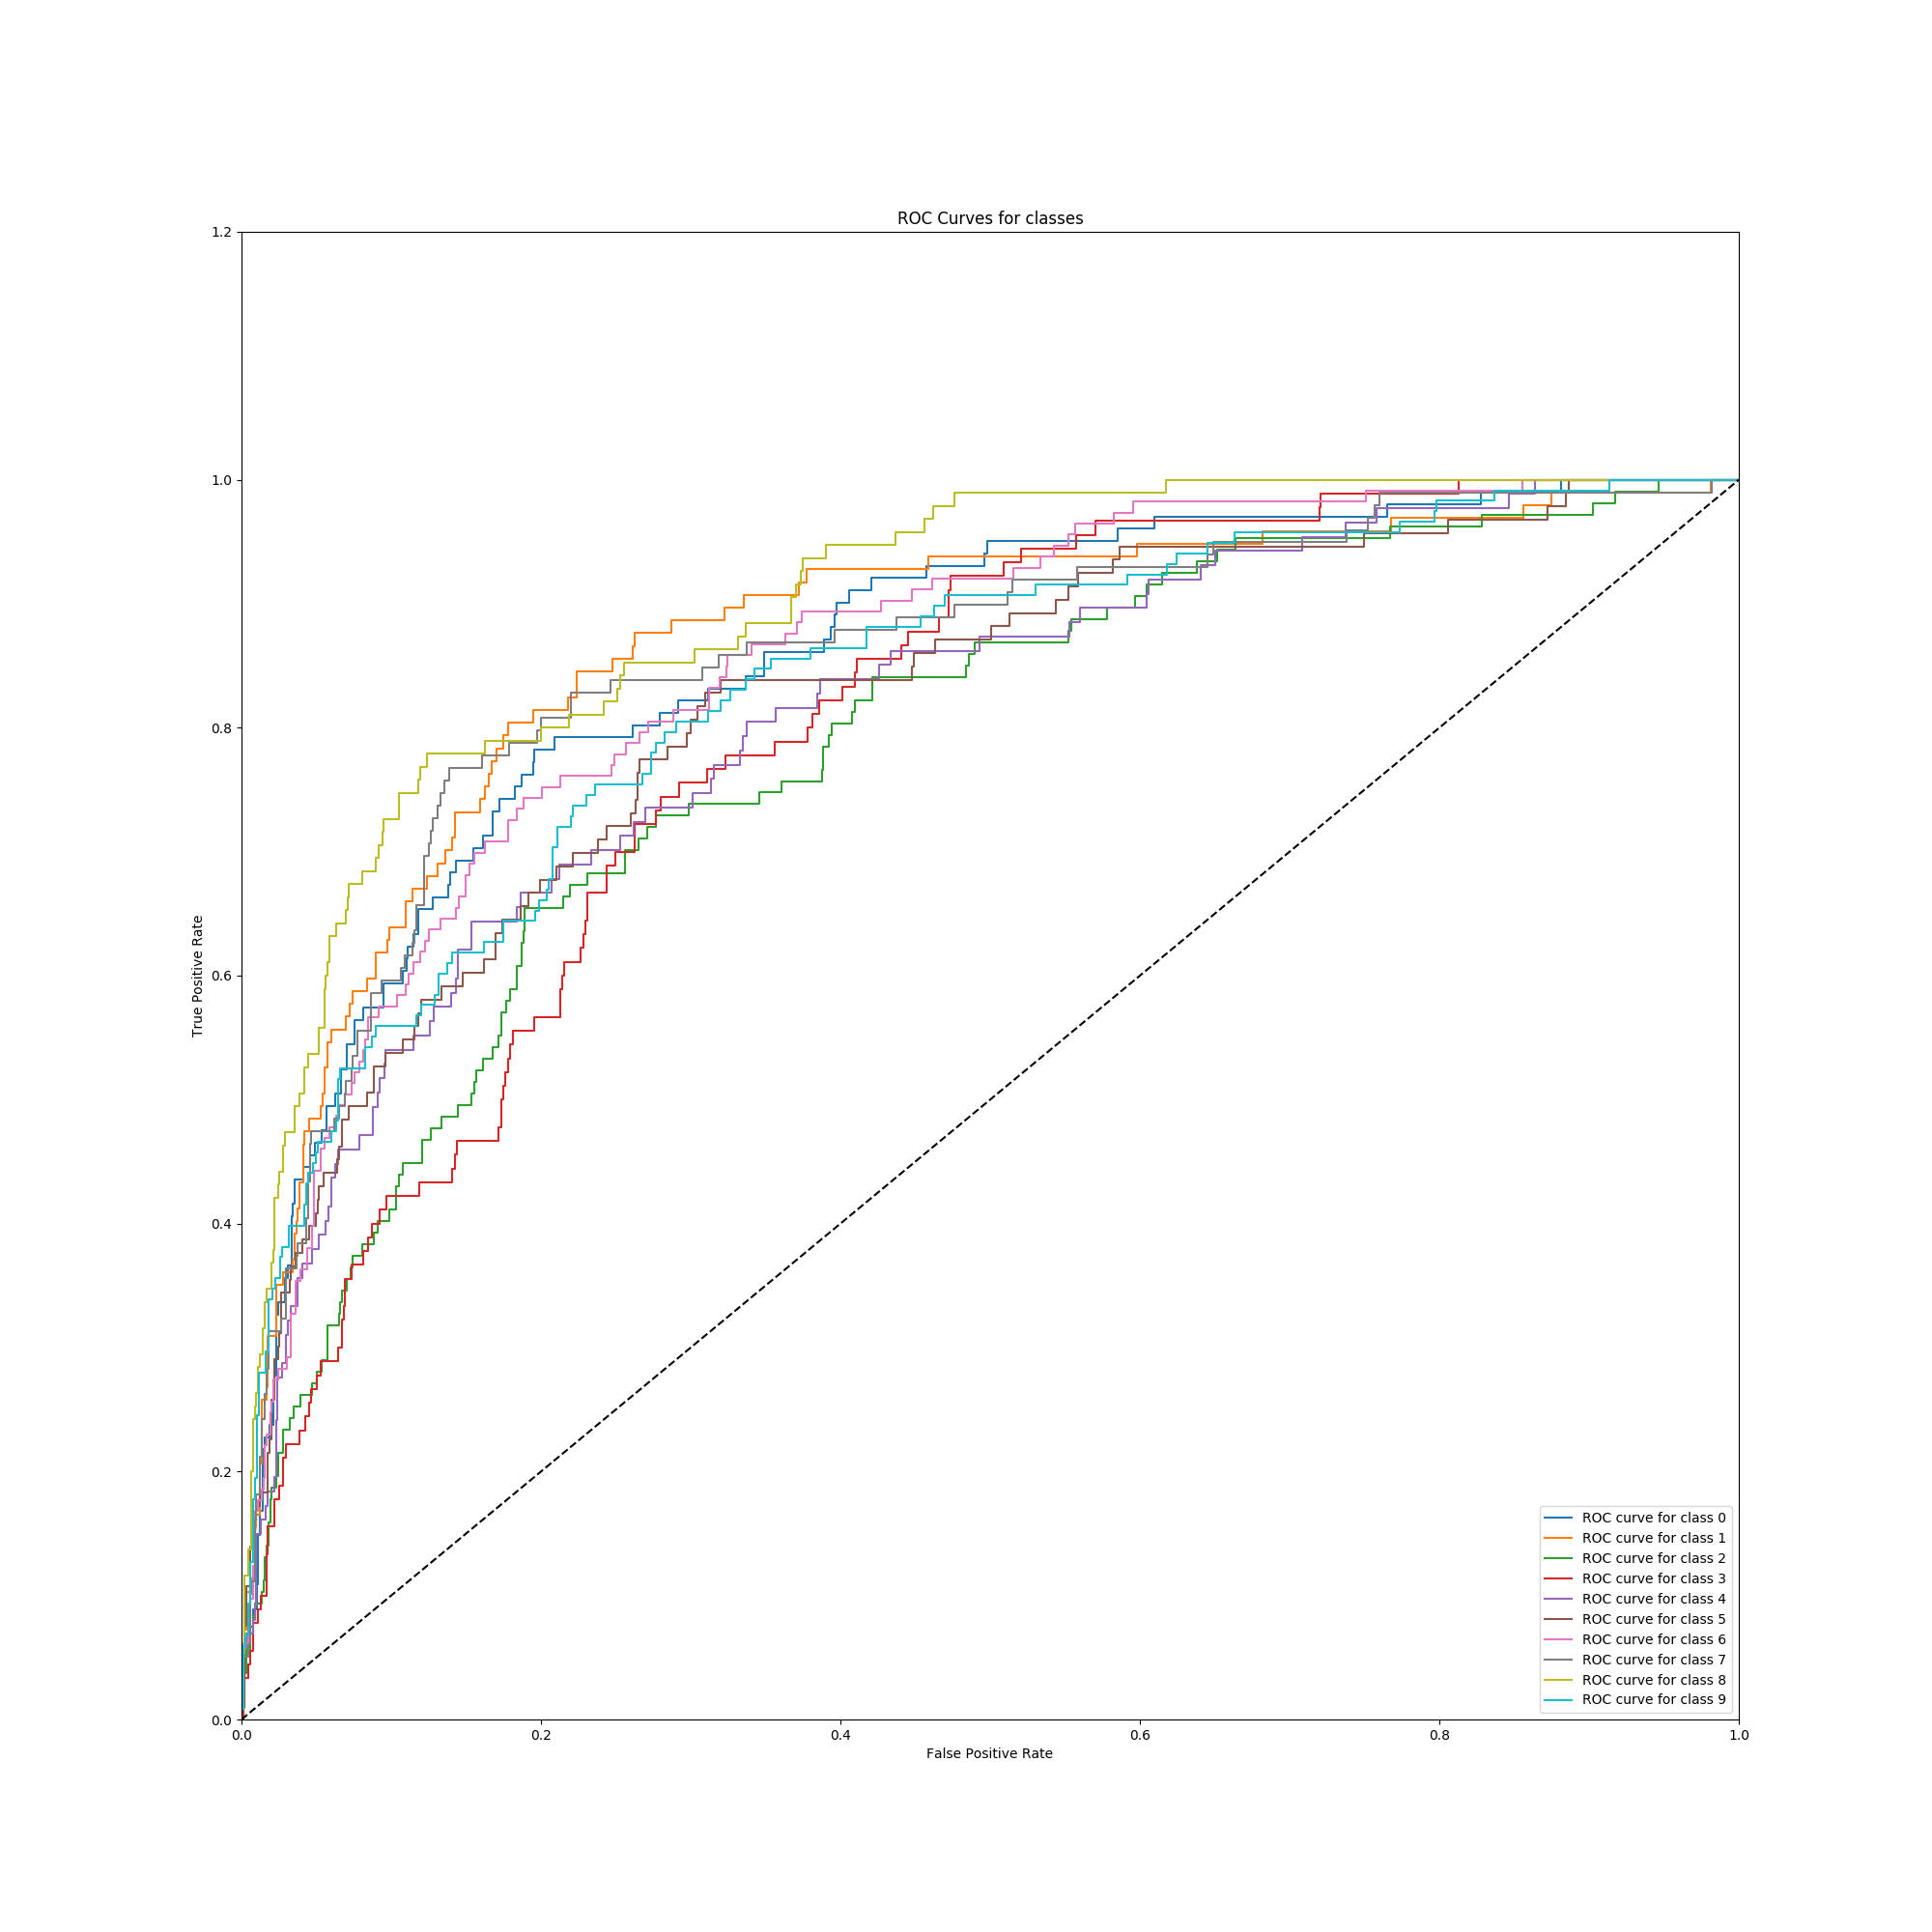 ROC Curves for classes
1.2
1.0
0.8
0.6
0.4
0.2
0.0
True Positive Rate
0.0 0.2 0.4 0.6 0.8 1.0
False Positive Rate
ROC curve for class 0
ROC curve for class 1
ROC curve for class 2
ROC curve for class 3
ROC curve for class 4
ROC curve for class 5
ROC curve for class 6
ROC curve for class 7
ROC curve for class 8
ROC curve for class 9